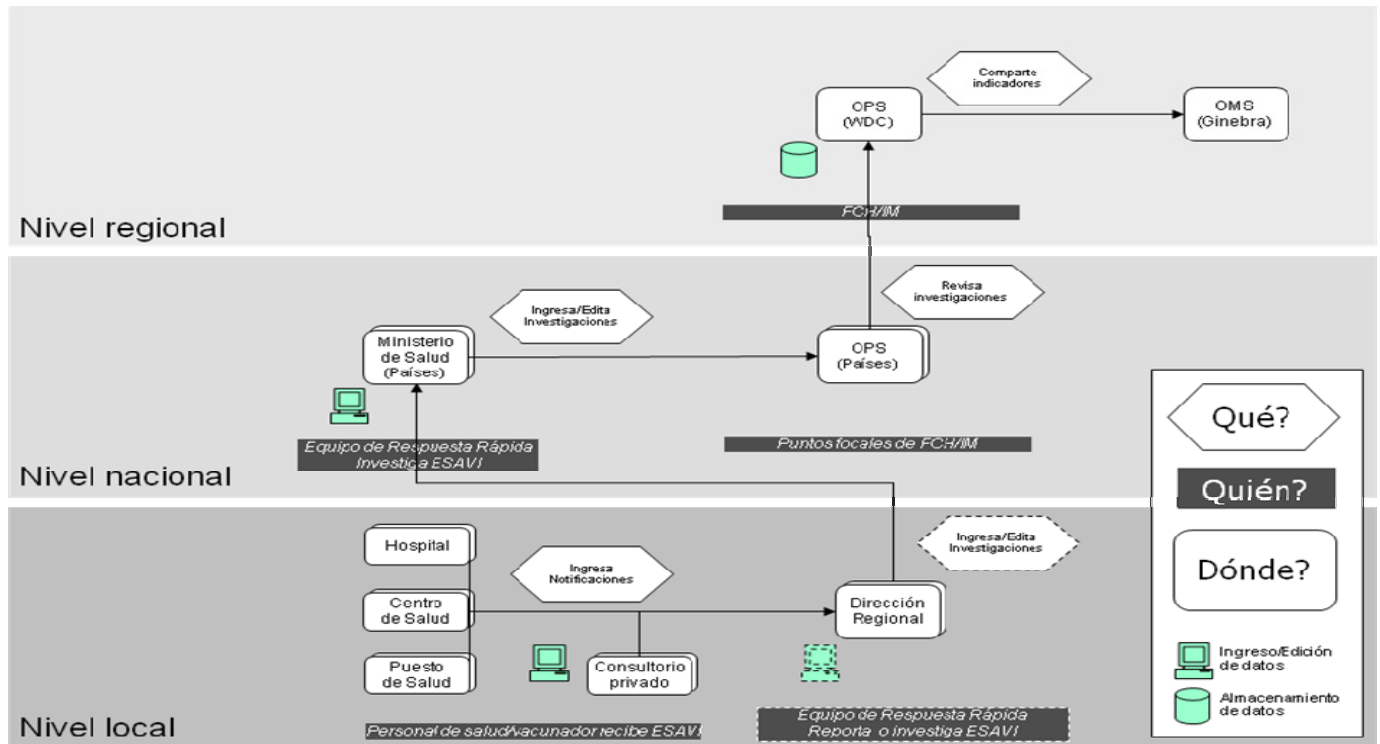 Comparte
indicadores
OPS
(WDC)
OMS
(Ginebra)
FCH/IM
Nivel regional
Revisa
investigaciones
Ingresa/Edita
Investigaciones
Ministerio
de Salud
(Países)
OPS
(Países)
Equipo de Respuesta Rápida
Investiga ESAVI
Puntos focales de FCH/IM
Nivel nacional
Qué?
Quién?
Dónde?
Ingreso/Edición
de datos
Almacenamiento
de datos
Hospital
Ingresa
Notificaciones
Ingresa/Edita
Investigaciones
Centro
de Salud
Dirección
Regional
Puesto
de Salud
Consultorio
privado
Personal de salud/vacunador recibe ESAVI
Equipo de Respuesta Rápida
Reporta o investiga ESAVI
Nivel local